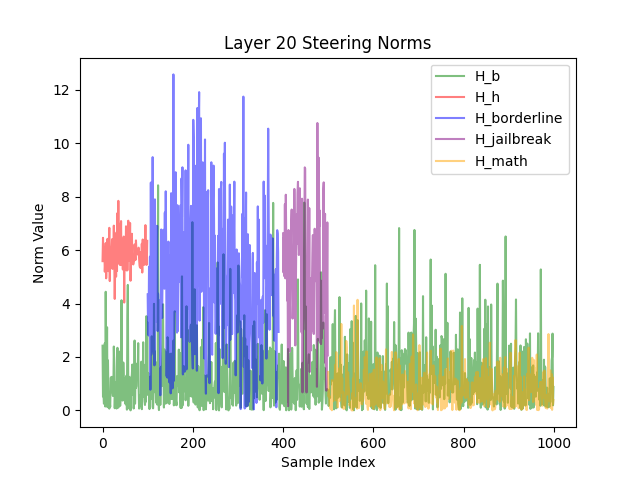 Layer 20 Steering Norms
H_b
H_h
H_borderline
H_jailbreak
H_math
Norm Value
12
10
8
6
4
2
0
0 200 400 600 800 1000
Sample Index